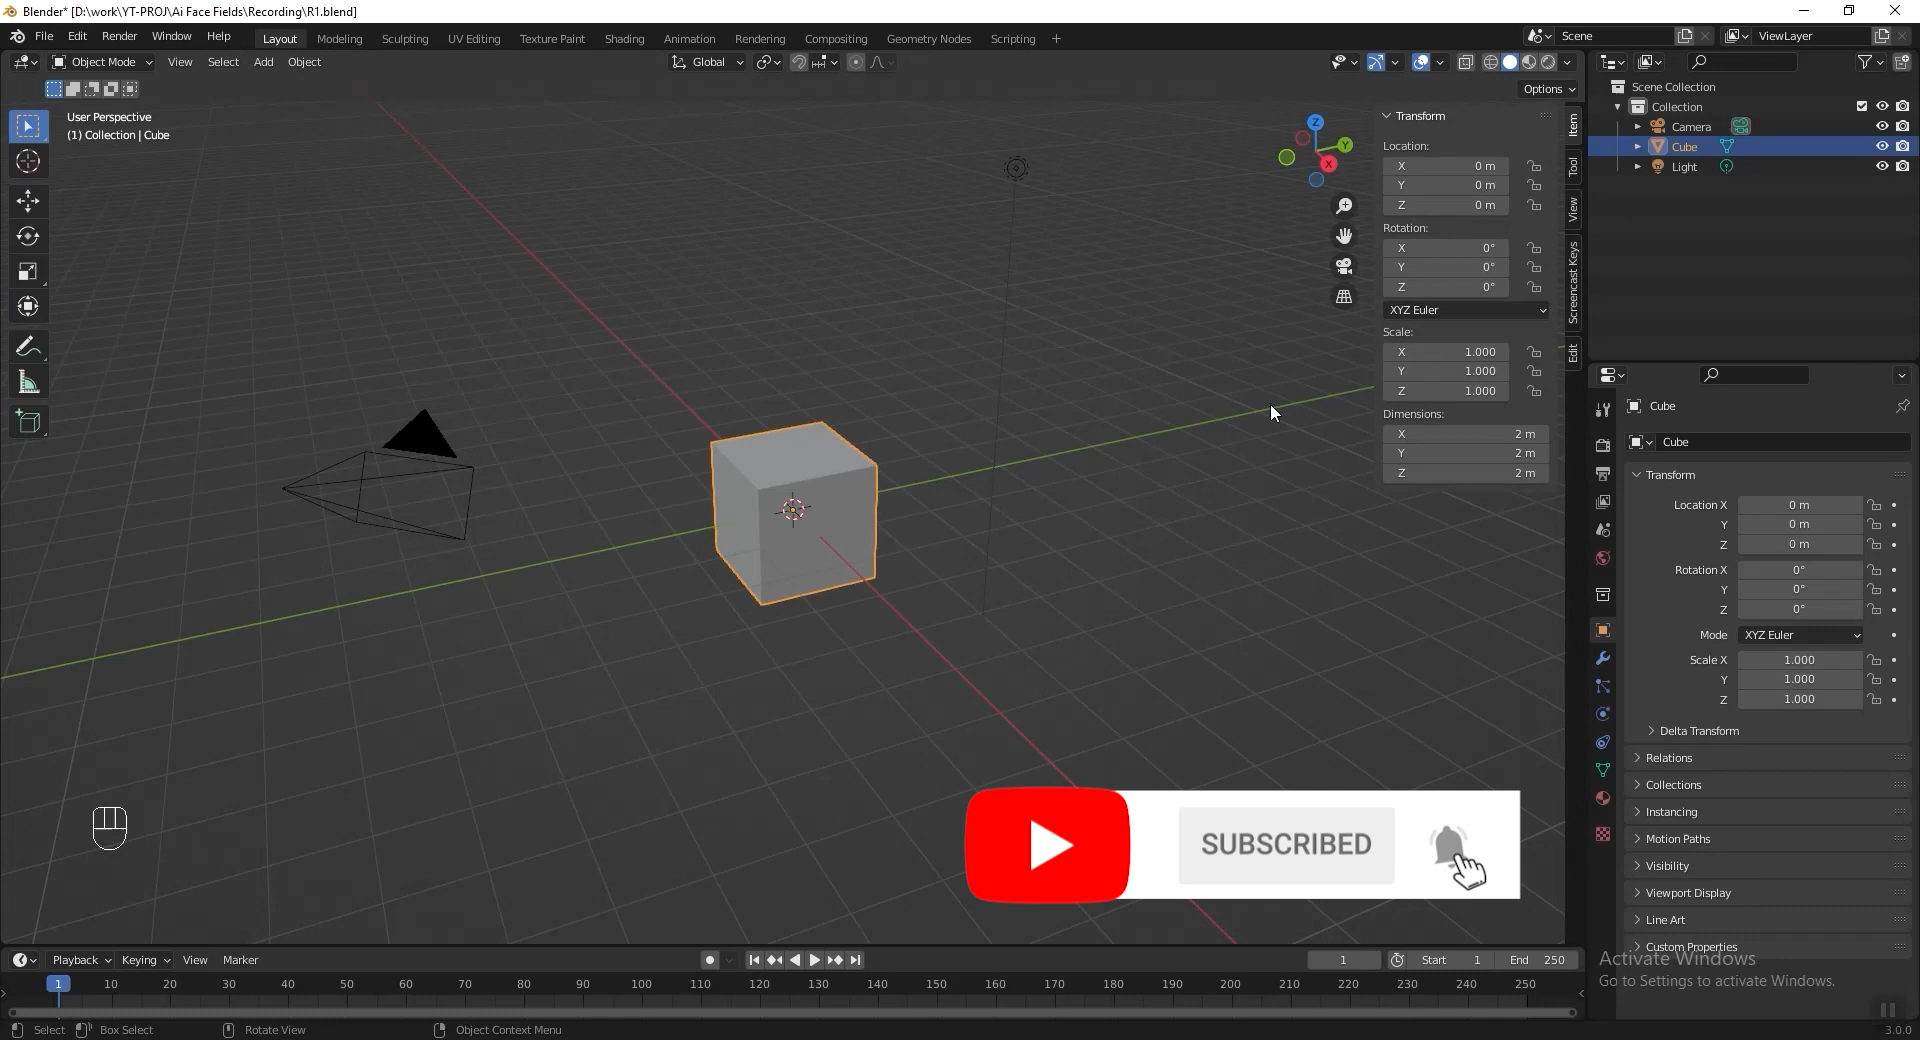 Blender* [D:\work\YT-PROJ\Ai Face Fields\Recording\R1.blend]
File Edit Render Window Help Layout Modeling Sculpting UV Editing Texture Paint Shading Animation Rendering Compositing Geometry Nodes Scripting + Scene ViewLayer
Object Mode View Select Add Object Global
Options
User Perspective
(1) Collection | Cube
Z
Y
X
Transform
Location:
X 0 m
Y 0 m
Z 0 m
Rotation:
X 0°
Y 0°
Z 0°
XYZ Euler
Scale:
X 1.000
Y 1.000
Z 1.000
Dimensions:
X 2 m
Y 2 m
Z 2 m
Item
Tool
View
Screencast Keys
Edit
Scene Collection
Collection
Camera
Cube
Light
Cube
Cube
Transform
Location X 0 m
Y 0 m
Z 0 m
Rotation X 0°
Y 0°
Z 0°
Mode XYZ Euler
Scale X 1.000
Y 1.000
Z 1.000
Delta Transform
Relations
Collections
Instancing
Motion Paths
Visibility
Viewport Display
Line Art
Custom Properties
SUBSCRIBED
Activate Windows
Go to Settings to activate Windows.
Playback Keying View Marker 1 Start 1 End 250
1 10 20 30 40 50 60 70 80 90 100 110 120 130 140 150 160 170 180 190 200 210 220 230 240 250
Select Box Select Rotate View Object Context Menu 3.0.0